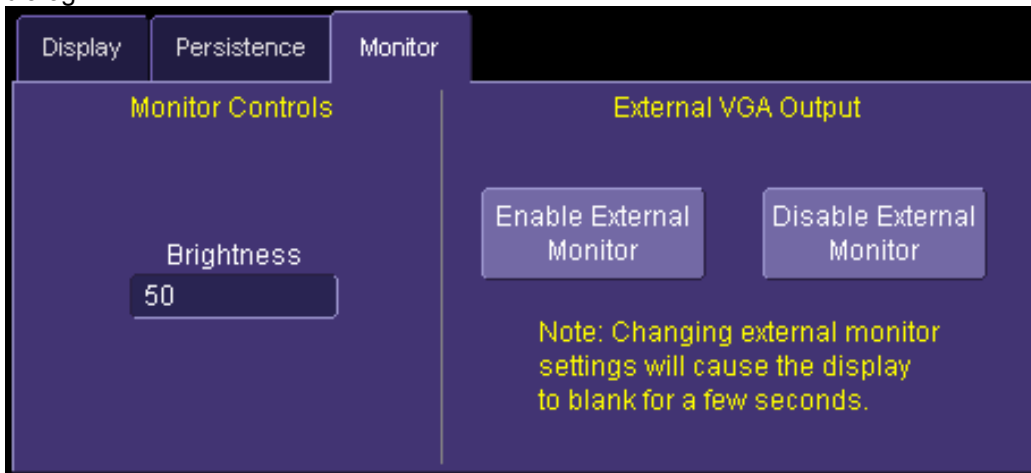 Display Persistence Monitor
Monitor Controls
Brightness
50
External VGA Output
Enable External
Monitor
Disable External
Monitor
Note: Changing external monitor
settings will cause the display
to blank for a few seconds.